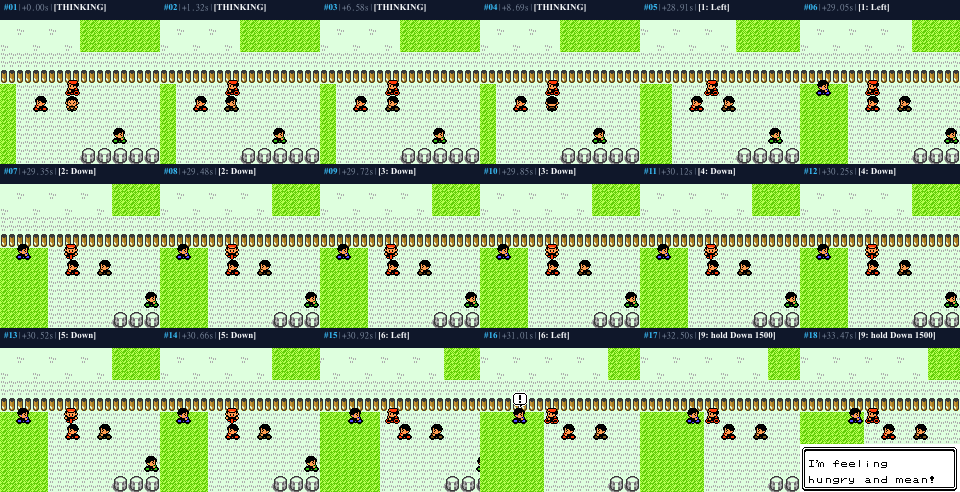 #01|+0.00s|[THINKING]
#02|+1.32s|[THINKING]
#03|+6.58s|[THINKING]
#04|+8.69s|[THINKING]
#05|+28.91s|[1: Left]
#06|+29.05s|[1: Left]
#07|+29.35s|[2: Down]
#08|+29.48s|[2: Down]
#09|+29.72s|[3: Down]
#10|+29.85s|[3: Down]
#11|+30.12s|[4: Down]
#12|+30.25s|[4: Down]
#13|+30.52s|[5: Down]
#14|+30.66s|[5: Down]
#15|+30.92s|[6: Left]
#16|+31.01s|[6: Left]
#17|+32.50s|[9: hold Down 1500]
#18|+33.47s|[9: hold Down 1500]
!
I'm feeling
hungry and mean!